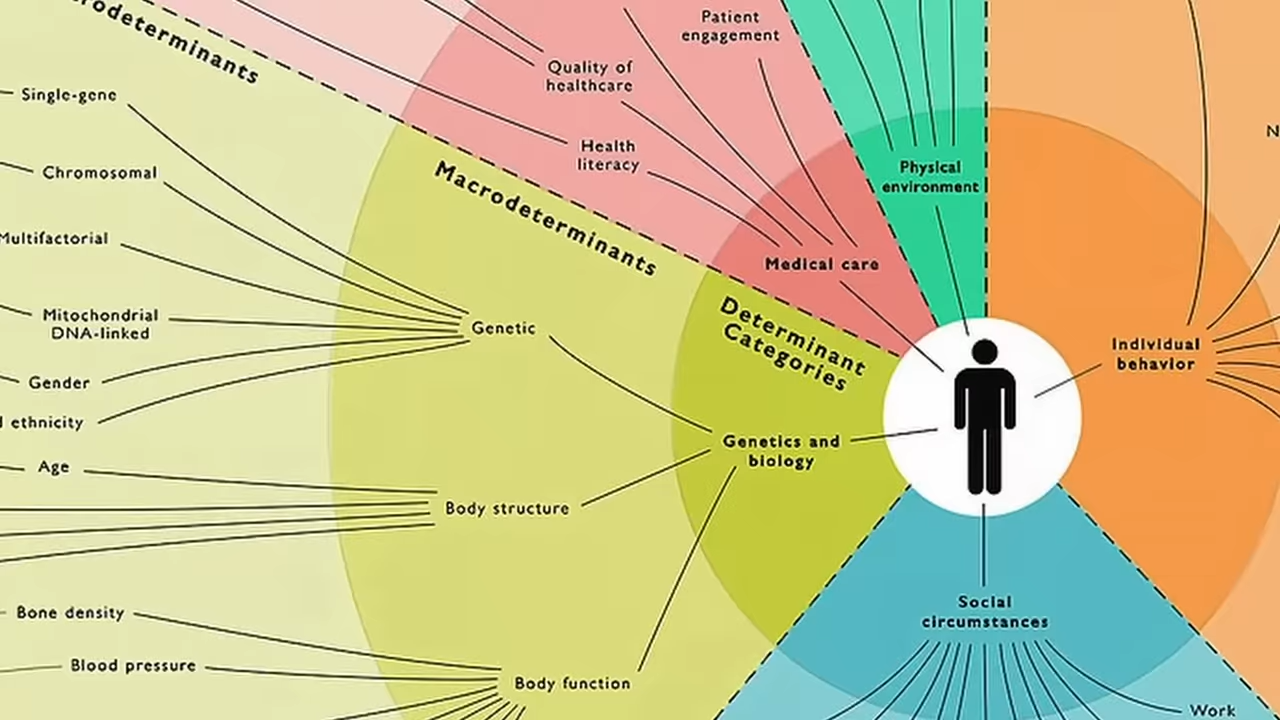 Patient
engagement
Quality of
healthcare
Health
literacy
Single-gene
Chromosomal
Multifactorial
Mitochondrial
DNA-linked
Gender
ethnicity
Age
Bone density
Blood pressure
Macrodeterminants
Genetic
Body structure
Body function
Determinant
Categories
Genetics and
biology
Medical care
Physical
environment
Individual
behavior
Social
circumstances
Work